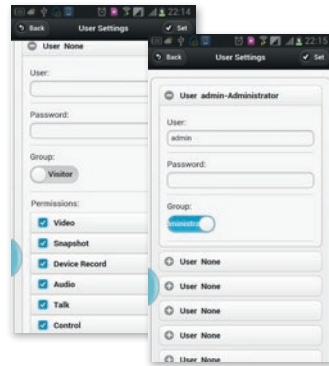 22:14
Back User Settings Set
User None
User:
Password:
Group:
Visitor
Permissions:
Video
Snapshot
Device Record
Audio
Talk
Control
22:15
Back User Settings Set
User admin-Administrator
User:
admin
Password:
Group:
ministra
User None
User None
User None
User None
User None